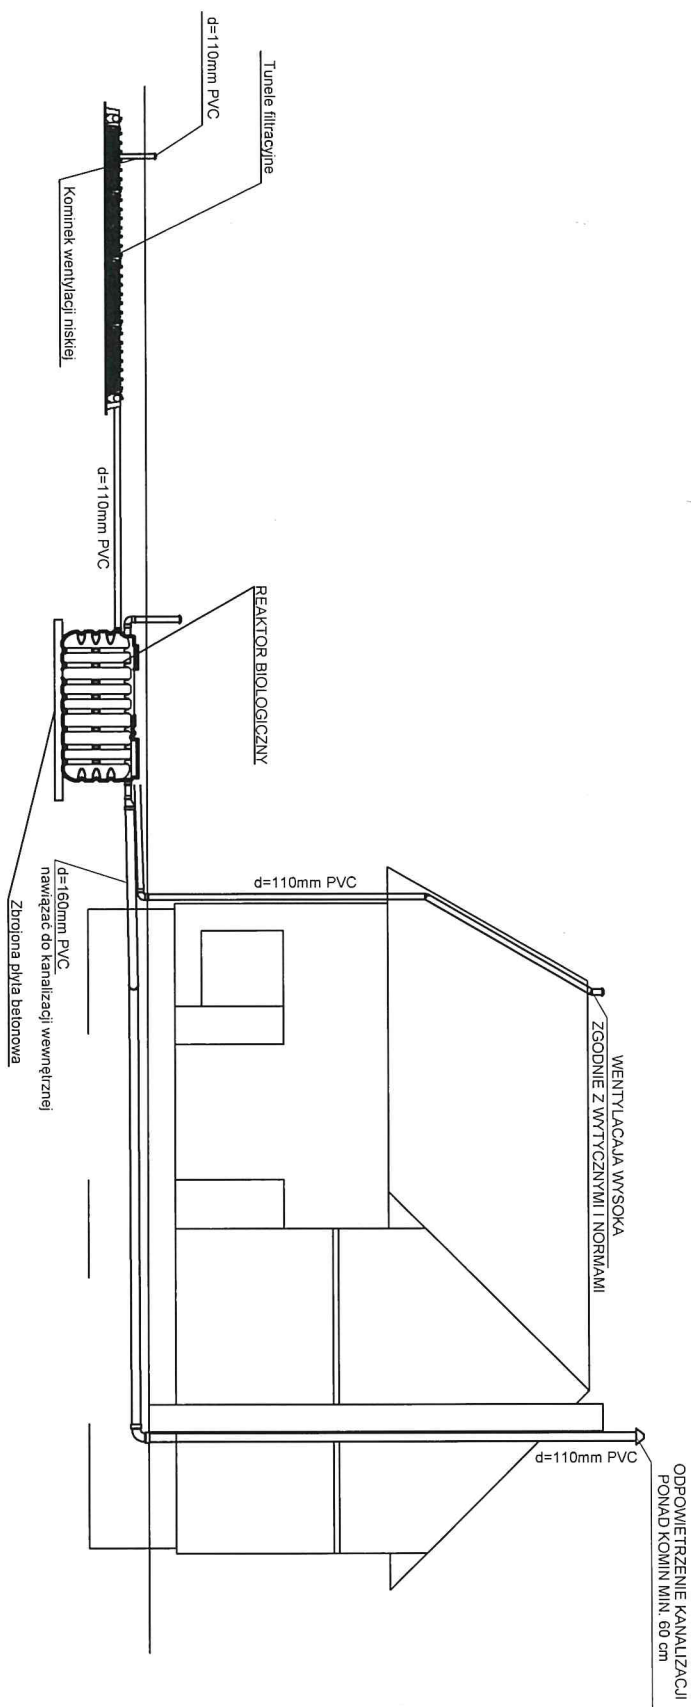 d=110mm PVC
Tunele filtracyjne
Kominek wentylacji niskiej
d=110mm PVC
REAKTOR BIOLOGICZNY
d=160mm PVC
nawiązać do kanalizacji wewnętrznej
Zbrojona płyta betonowa
d=110mm PVC
WENTYLACAJA WYSOKA
ZGODNIE Z WYTYCZNYMI I NORMAMI
d=110mm PVC
ODPOWIETRZENIE KANALIZACJI
PONAD KOMIN MIN. 60 cm